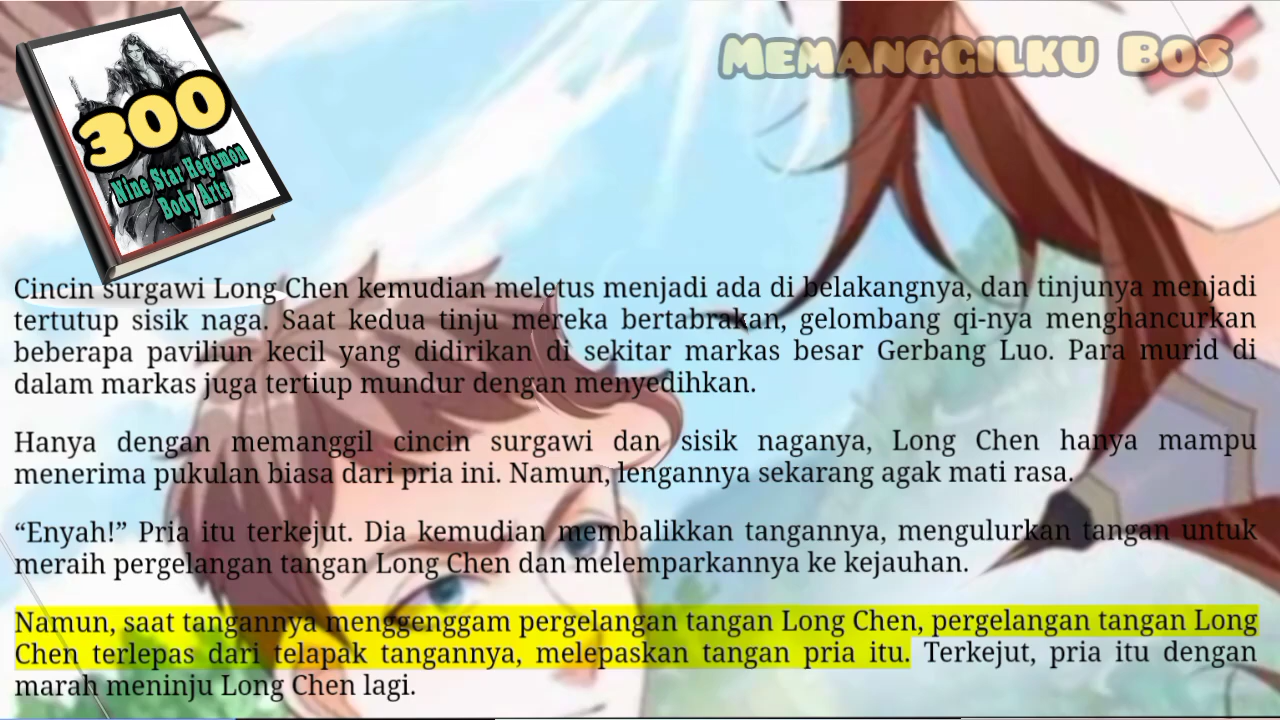 Memanggilku Bos
300
Nine Star Hegemon
Body Arts
Cincin surgawi Long Chen kemudian meletus menjadi ada di belakangnya, dan tinjunya menjadi
tertutup sisik naga. Saat kedua tinju mereka bertabrakan, gelombang qi-nya menghancurkan
beberapa paviliun kecil yang didirikan di sekitar markas besar Gerbang Luo. Para murid di
dalam markas juga tertiup mundur dengan menyedihkan.
Hanya dengan memanggil cincin surgawi dan sisik naganya, Long Chen hanya mampu
menerima pukulan biasa dari pria ini. Namun, lengannya sekarang agak mati rasa.
“Enyah!” Pria itu terkejut. Dia kemudian membalikkan tangannya, mengulurkan tangan untuk
meraih pergelangan tangan Long Chen dan melemparkannya ke kejauhan.
Namun, saat tangannya menggenggam pergelangan tangan Long Chen, pergelangan tangan Long
Chen terlepas dari telapak tangannya, melepaskan tangan pria itu. Terkejut, pria itu dengan
marah meninju Long Chen lagi.